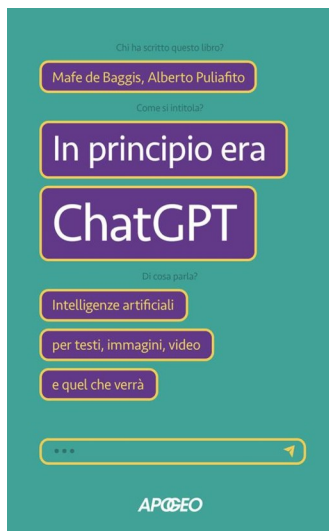 Chi ha scritto questo libro?
Mafe de Baggis, Alberto Puliafito
Come si intitola?
In principio era
ChatGPT
Di cosa parla?
Intelligenze artificiali
per testi, immagini, video
e quel che verrà
APOGEO